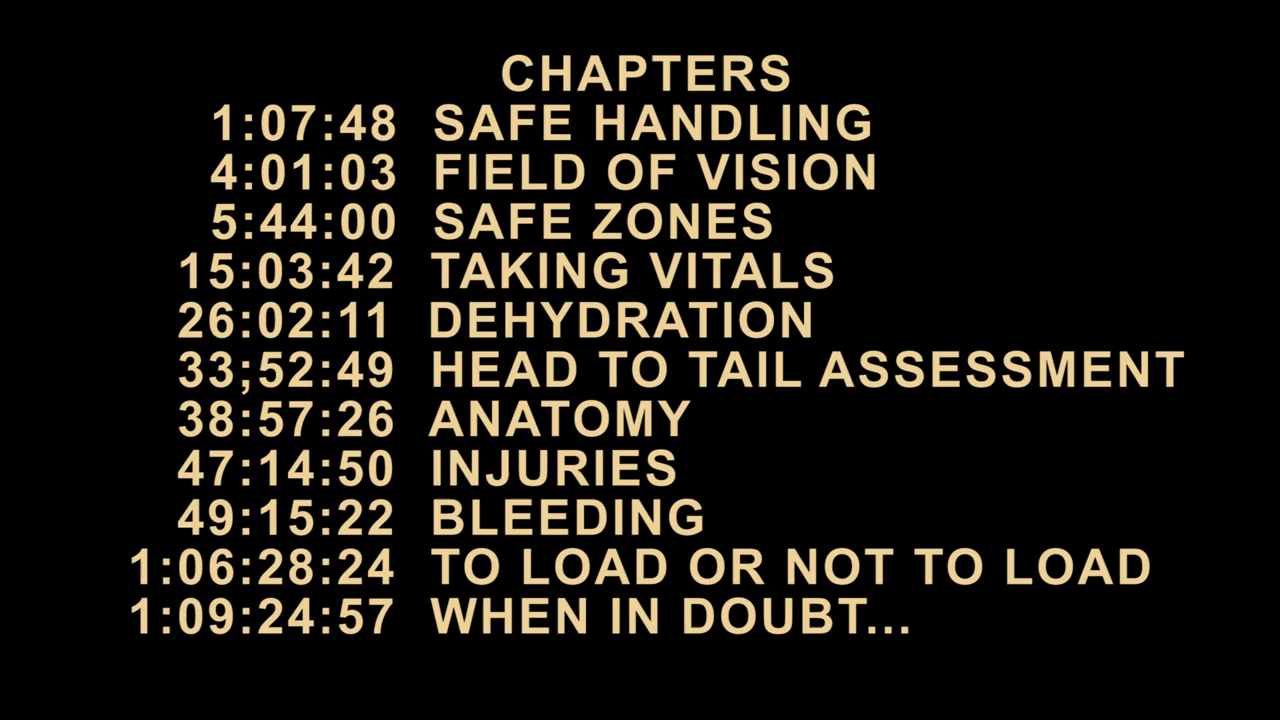 CHAPTERS
1:07:48 SAFE HANDLING
4:01:03 FIELD OF VISION
5:44:00 SAFE ZONES
15:03:42 TAKING VITALS
26:02:11 DEHYDRATION
33;52:49 HEAD TO TAIL ASSESSMENT
38:57:26 ANATOMY
47:14:50 INJURIES
49:15:22 BLEEDING
1:06:28:24 TO LOAD OR NOT TO LOAD
1:09:24:57 WHEN IN DOUBT...